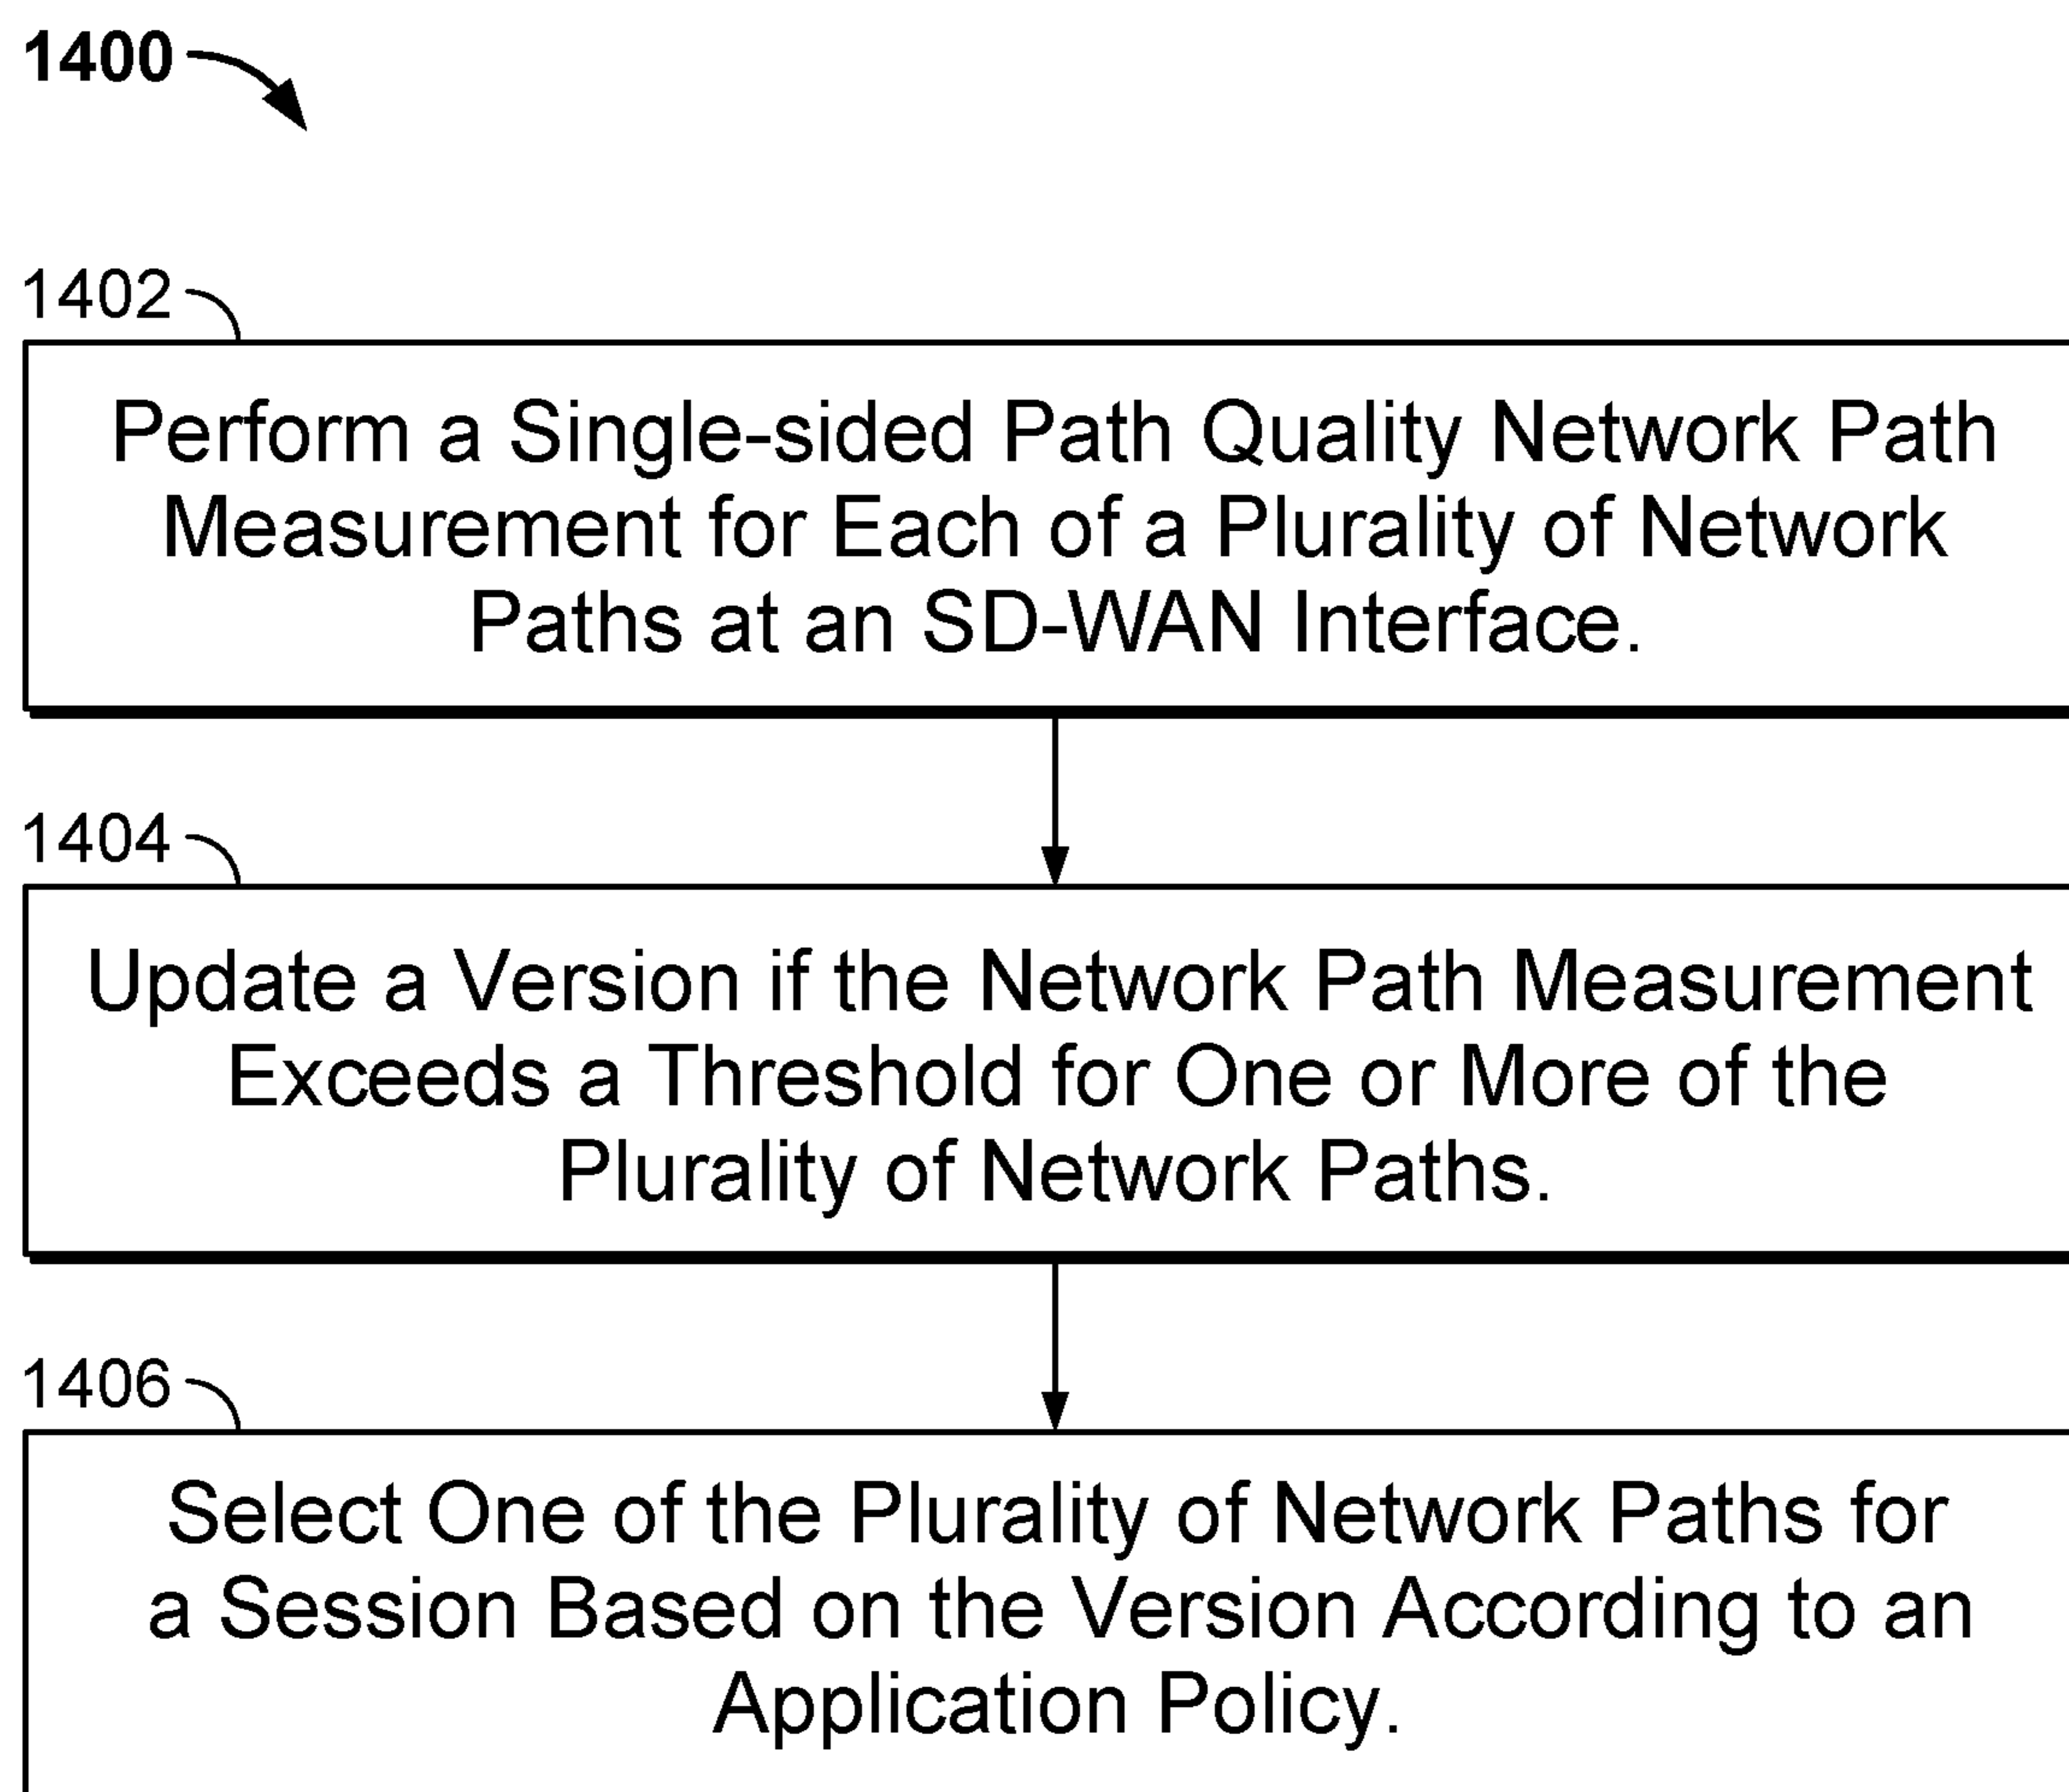 1400
1402
Perform a Single-sided Path Quality Network Path
Measurement for Each of a Plurality of Network
Paths at an SD-WAN Interface.
1404
Update a Version if the Network Path Measurement
Exceeds a Threshold for One or More of the
Plurality of Network Paths.
1406
Select One of the Plurality of Network Paths for
a Session Based on the Version According to an
Application Policy.